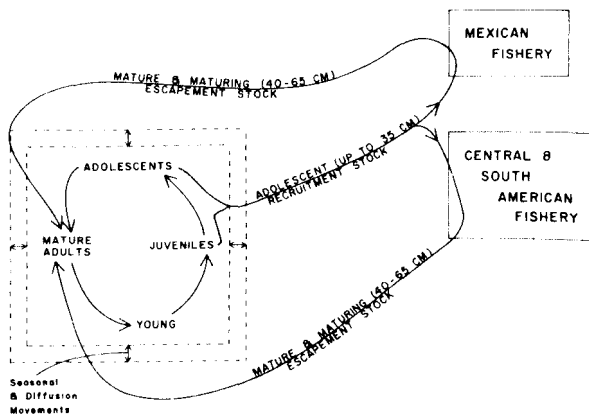 MEXICAN
FISHERY
MATURE & MATURING (40-65 CM)
ESCAPEMENT STOCK
ADOLESCENT (UP TO 35 CM)
RECRUITMENT STOCK
CENTRAL &
SOUTH
AMERICAN
FISHERY
ADOLESCENTS
MATURE
ADULTS
JUVENILES
YOUNG
MATURE & MATURING (40-65 CM)
ESCAPEMENT STOCK
Seasonal
& Diffusion
Movements